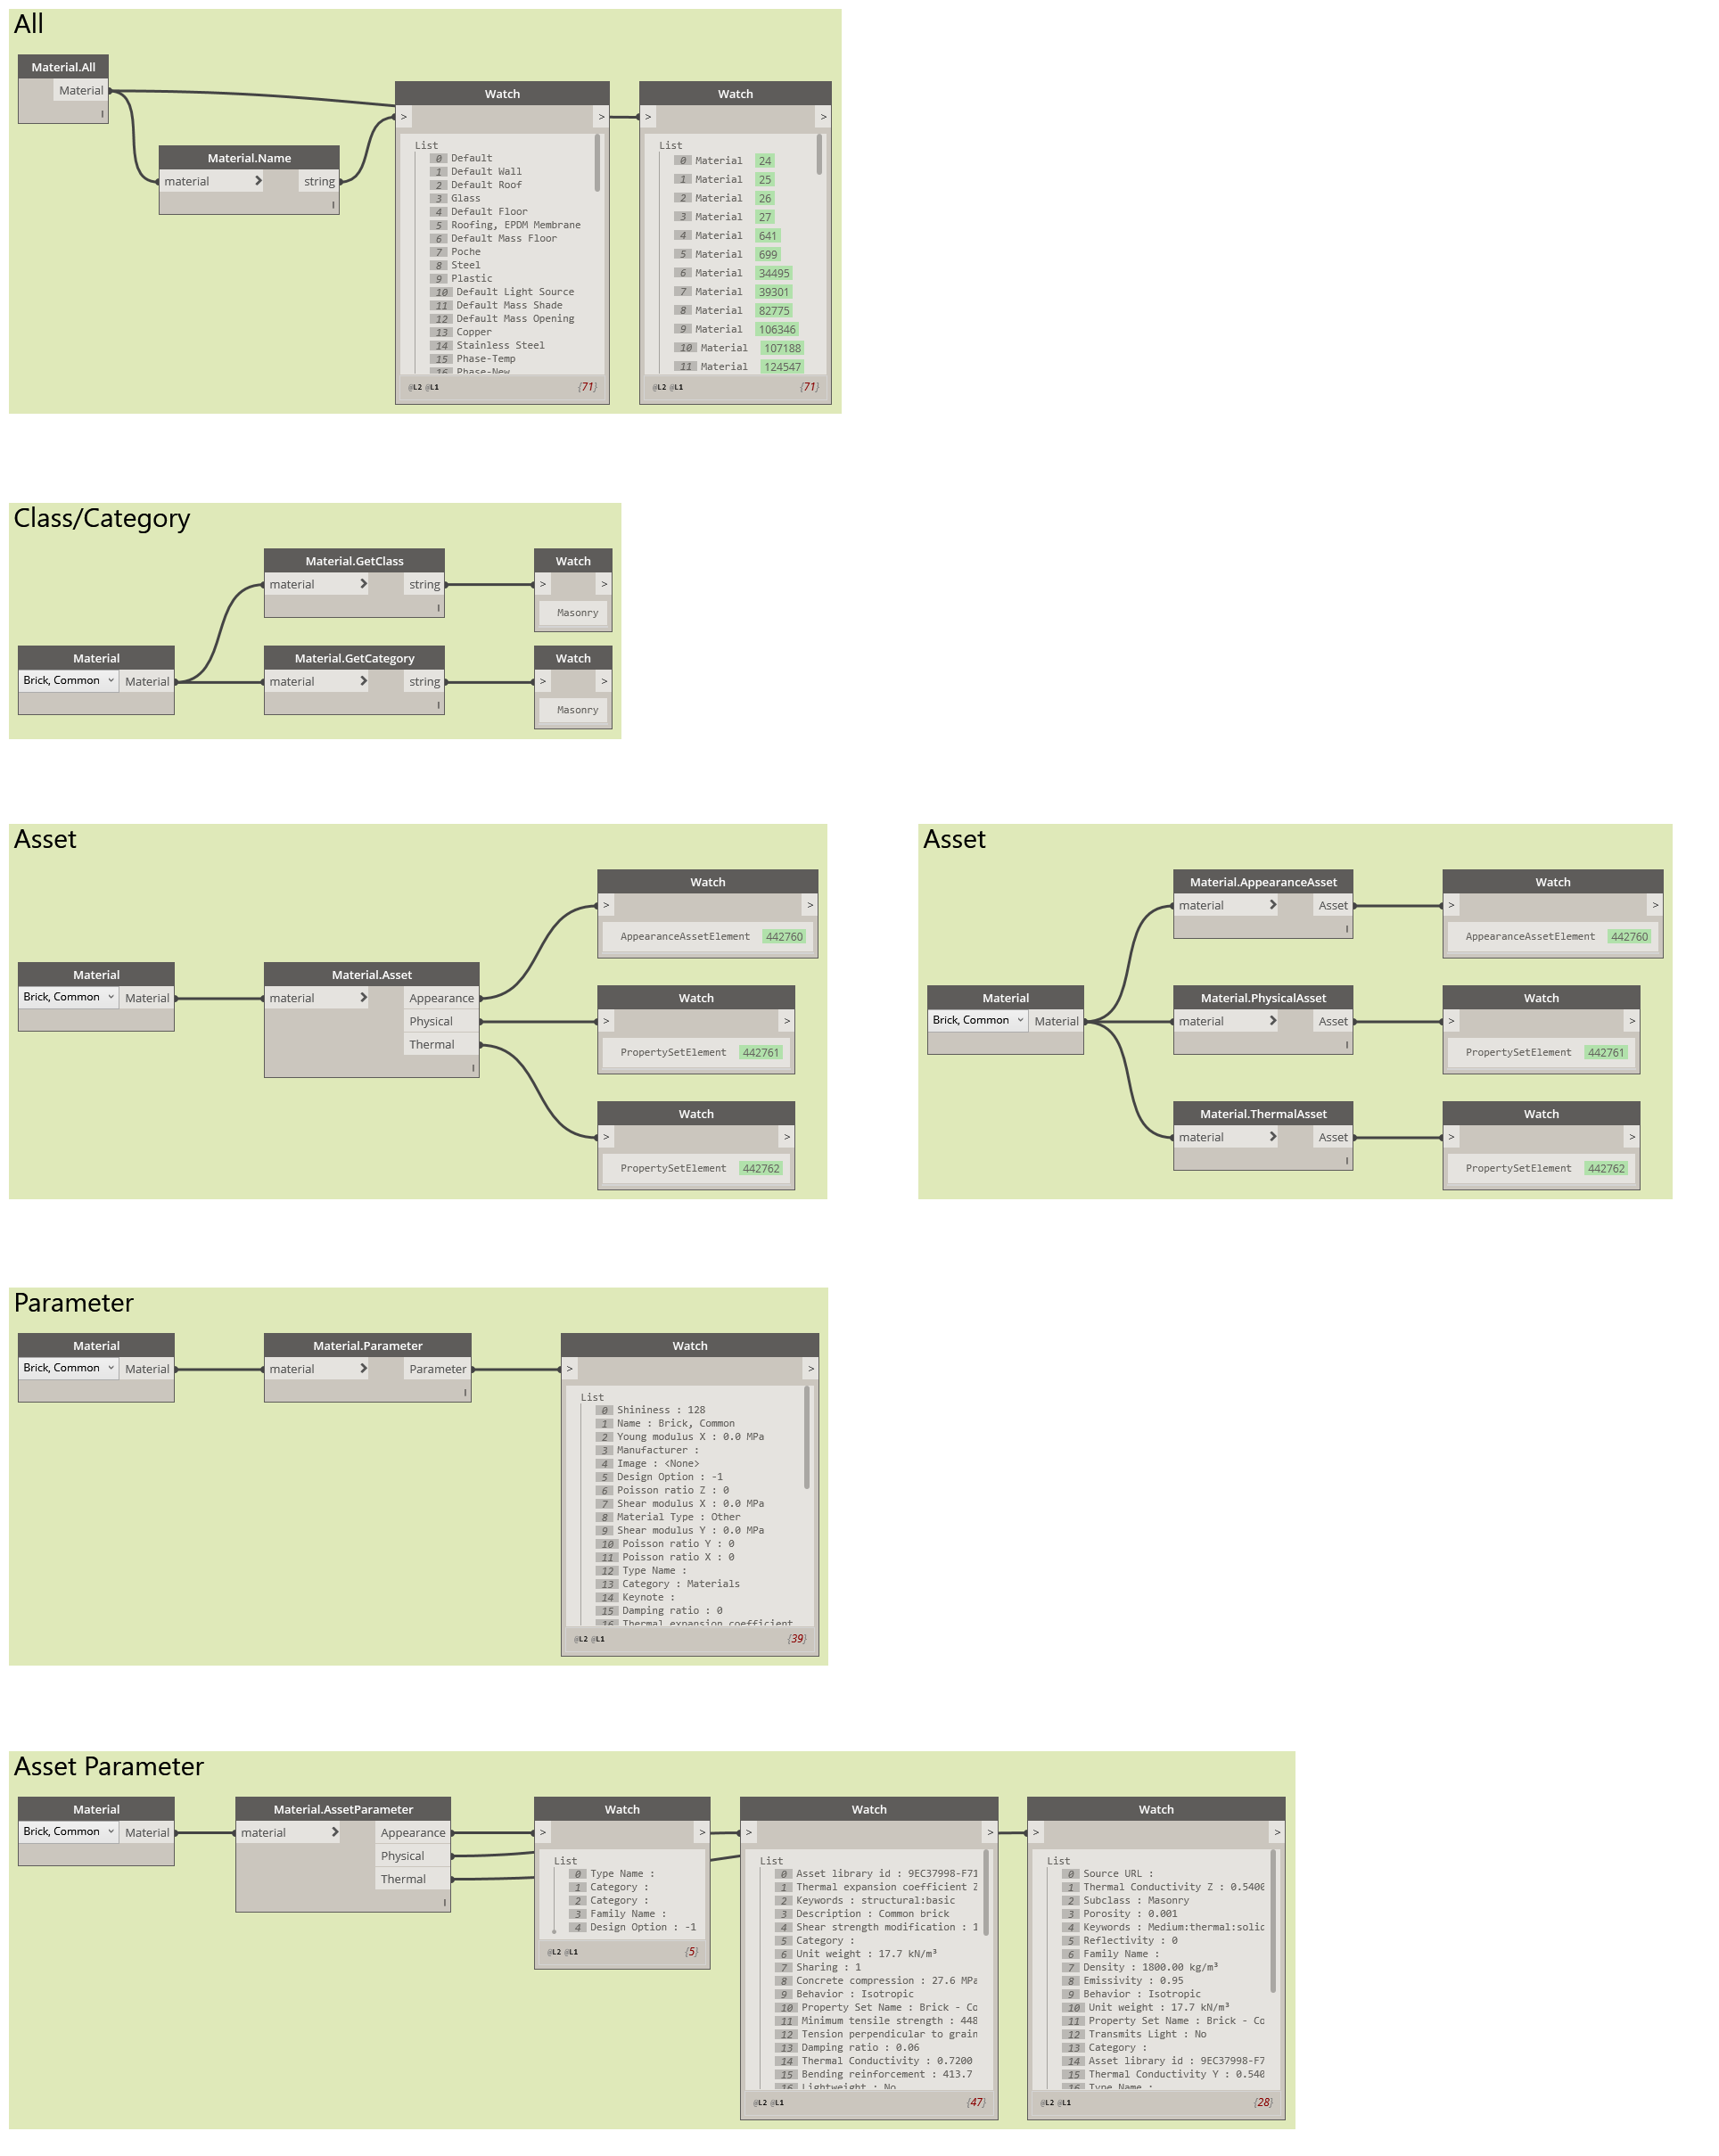 All
Material.All
Material
Material.Name
material
string
Watch
>
>
List
0 Default
1 Default Wall
2 Default Roof
3 Glass
4 Default Floor
5 Roofing, EPDM Membrane
6 Default Mass Floor
7 Poche
8 Steel
9 Plastic
10 Default Light Source
11 Default Mass Shade
12 Default Mass Opening
13 Copper
14 Stainless Steel
15 Phase-Temp
16 Phase-New
@L2 @L1 {71}
Watch
>
>
List
0 Material 24
1 Material 25
2 Material 26
3 Material 27
4 Material 641
5 Material 699
6 Material 34495
7 Material 39301
8 Material 82775
9 Material 106346
10 Material 107188
11 Material 124547
@L2 @L1 {71}
Class/Category
Material.GetClass
material > string
Watch
> >
Masonry
Material
Brick, Common Material
Material.GetCategory
material > string
Watch
> >
Masonry
Asset
Material
Brick, Common Material
Material.Asset
material > Appearance
Physical
Thermal
Watch
> >
AppearanceAssetElement 442760
Watch
> >
PropertySetElement 442761
Watch
> >
PropertySetElement 442762
Asset
Material
Brick, Common Material
Material.AppearanceAsset
material > Asset
Watch
> >
AppearanceAssetElement 442760
Material.PhysicalAsset
material > Asset
Watch
> >
PropertySetElement 442761
Material.ThermalAsset
material > Asset
Watch
> >
PropertySetElement 442762
Parameter
Material
Brick, Common Material
Material.Parameter
material > Parameter
Watch
> >
List
0 Shininess : 128
1 Name : Brick, Common
2 Young modulus X : 0.0 MPa
3 Manufacturer :
4 Image : <None>
5 Design Option : -1
6 Poisson ratio Z : 0
7 Shear modulus X : 0.0 MPa
8 Material Type : Other
9 Shear modulus Y : 0.0 MPa
10 Poisson ratio Y : 0
11 Poisson ratio X : 0
12 Type Name :
13 Category : Materials
14 Keynote :
15 Damping ratio : 0
16 Thermal expansion coefficient
@L2 @L1 {39}
Asset Parameter
Material
Brick, Common Material
Material.AssetParameter
material > Appearance
Physical
Thermal
Watch
> >
List
0 Type Name :
1 Category :
2 Category :
3 Family Name :
4 Design Option : -1
@L2 @L1 {5}
Watch
> >
List
0 Asset library id : 9EC37998-F71
1 Thermal expansion coefficient Z
2 Keywords : structural:basic
3 Description : Common brick
4 Shear strength modification : 1
5 Category :
6 Unit weight : 17.7 kN/m³
7 Sharing : 1
8 Concrete compression : 27.6 MPa
9 Behavior : Isotropic
10 Property Set Name : Brick - Co
11 Minimum tensile strength : 448
12 Tension perpendicular to grain
13 Damping ratio : 0.06
14 Thermal Conductivity : 0.7200
15 Bending reinforcement : 413.7
16 Lightweight : No
@L2 @L1 {47}
Watch
> >
List
0 Source URL :
1 Thermal Conductivity Z : 0.5400
2 Subclass : Masonry
3 Porosity : 0.001
4 Keywords : Medium:thermal:solid
5 Reflectivity : 0
6 Family Name :
7 Density : 1800.00 kg/m³
8 Emissivity : 0.95
9 Behavior : Isotropic
10 Unit weight : 17.7 kN/m³
11 Property Set Name : Brick - Co
12 Transmits Light : No
13 Category :
14 Asset library id : 9EC37998-F7
15 Thermal Conductivity Y : 0.540
16 Type Name :
@L2 @L1 {28}